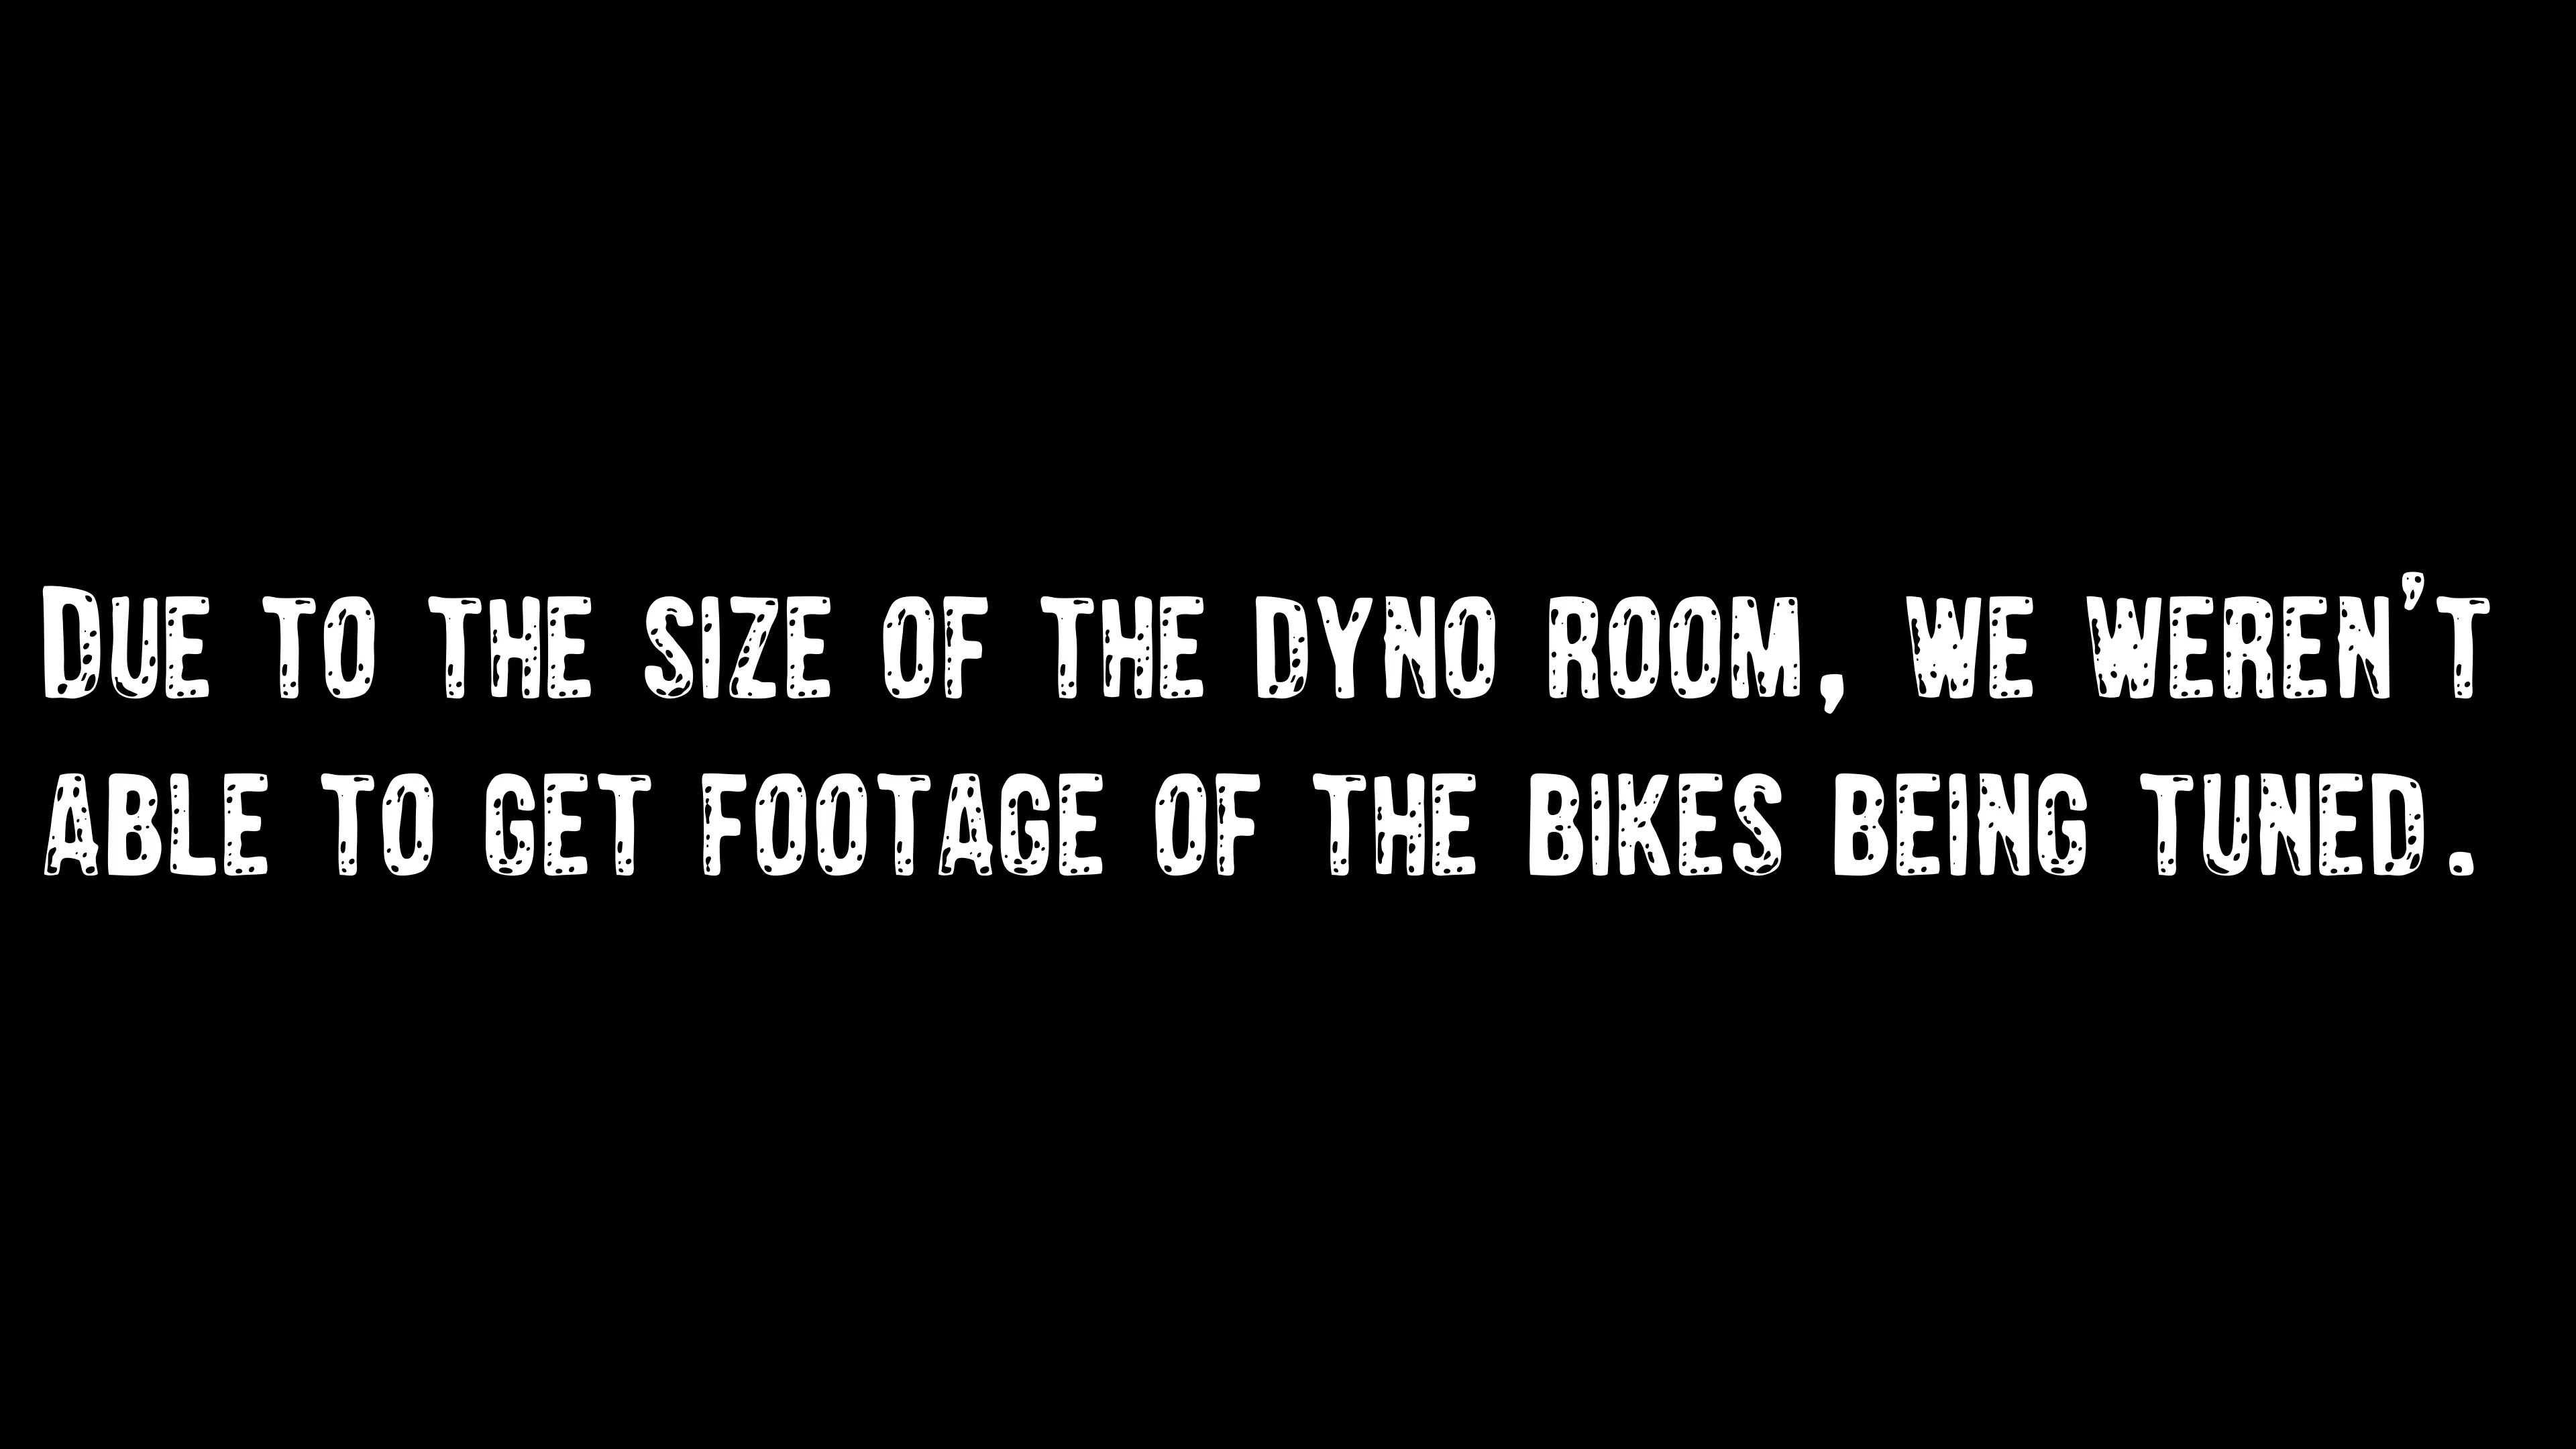 Due to the size of the dyno room, we weren't
able to get footage of the bikes being tuned.